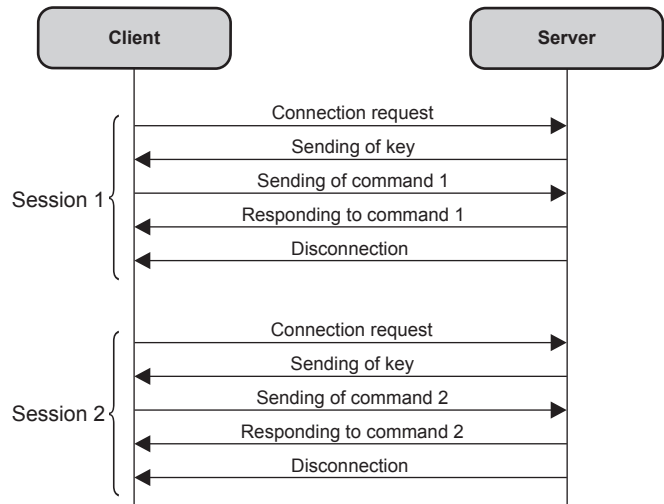 Client
Server
Connection request
Sending of key
Session 1
Sending of command 1
Responding to command 1
Disconnection
Connection request
Sending of key
Session 2
Sending of command 2
Responding to command 2
Disconnection